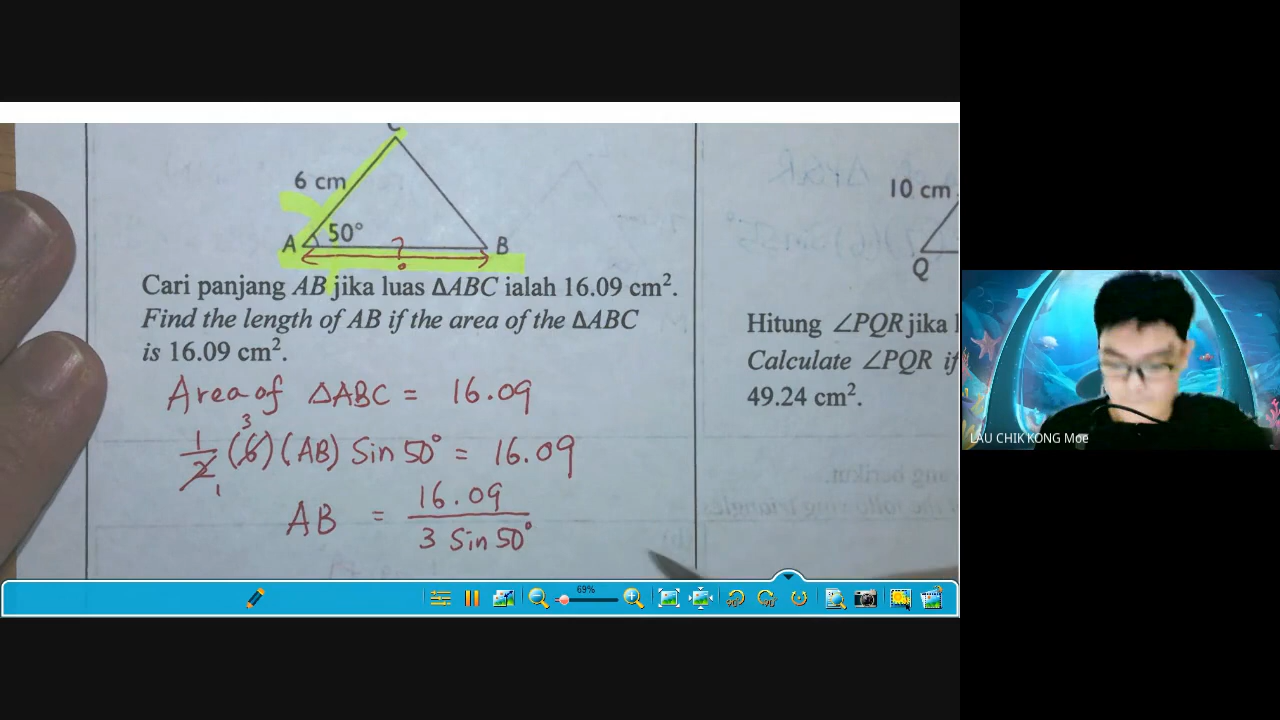 C
6 cm
50°
A
?
B
Cari panjang AB jika luas ΔABC ialah 16.09 cm².
Find the length of AB if the area of the ΔABC
is 16.09 cm².
Area of ΔABC = 16.09
1/2 (6)(AB) Sin 50° = 16.09
3
1
AB = 16.09 / 3 Sin 50°
10 cm
Q
Hitung ∠PQR jika
Calculate ∠PQR if
49.24 cm².
69%
LAU CHIK KONG Moe